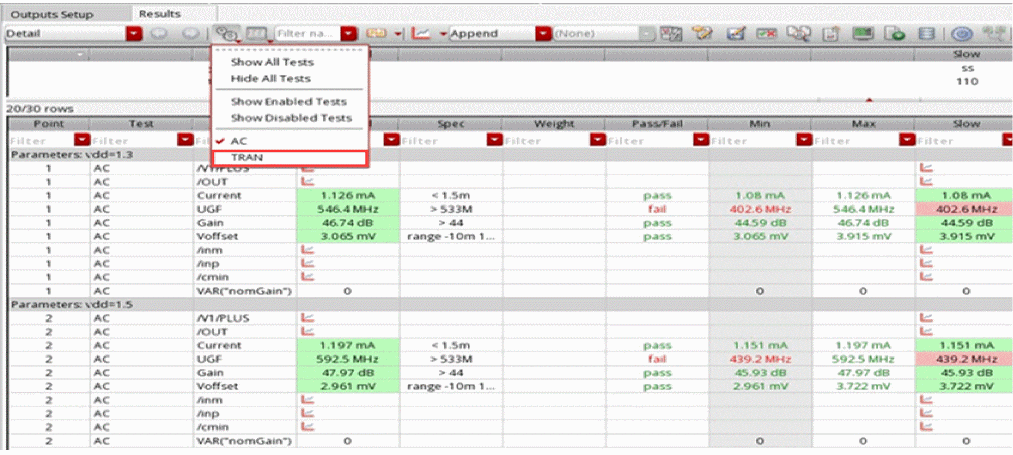 Outputs Setup Results
Detail Filter na... Append (None)
Show All Tests
Hide All Tests
Show Enabled Tests
Show Disabled Tests
AC
TRAN
Slow
ss
110
20/30 rows
Point Test Spec Weight Pass/Fail Min Max Slow
Filter Filter Filter Filter Filter Filter Filter Filter
Parameters: vdd=1.3
1 AC /V1/PLUS
1 AC /OUT
1 AC Current 1.126 mA < 1.5m pass 1.08 mA 1.126 mA 1.08 mA
1 AC UGF 546.4 MHz > 533M fail 402.6 MHz 546.4 MHz 402.6 MHz
1 AC Gain 46.74 dB > 44 pass 44.59 dB 46.74 dB 44.59 dB
1 AC Voffset 3.065 mV range -10m 1... pass 3.065 mV 3.915 mV 3.915 mV
1 AC /inm
1 AC /inp
1 AC /cmin
1 AC VAR("nomGain") 0 0 0 0
Parameters: vdd=1.5
2 AC /V1/PLUS
2 AC /OUT
2 AC Current 1.197 mA < 1.5m pass 1.151 mA 1.197 mA 1.151 mA
2 AC UGF 592.5 MHz > 533M fail 439.2 MHz 592.5 MHz 439.2 MHz
2 AC Gain 47.97 dB > 44 pass 45.93 dB 47.97 dB 45.93 dB
2 AC Voffset 2.961 mV range -10m 1... pass 2.961 mV 3.722 mV 3.722 mV
2 AC /inm
2 AC /inp
2 AC /cmin
2 AC VAR("nomGain") 0 0 0 0